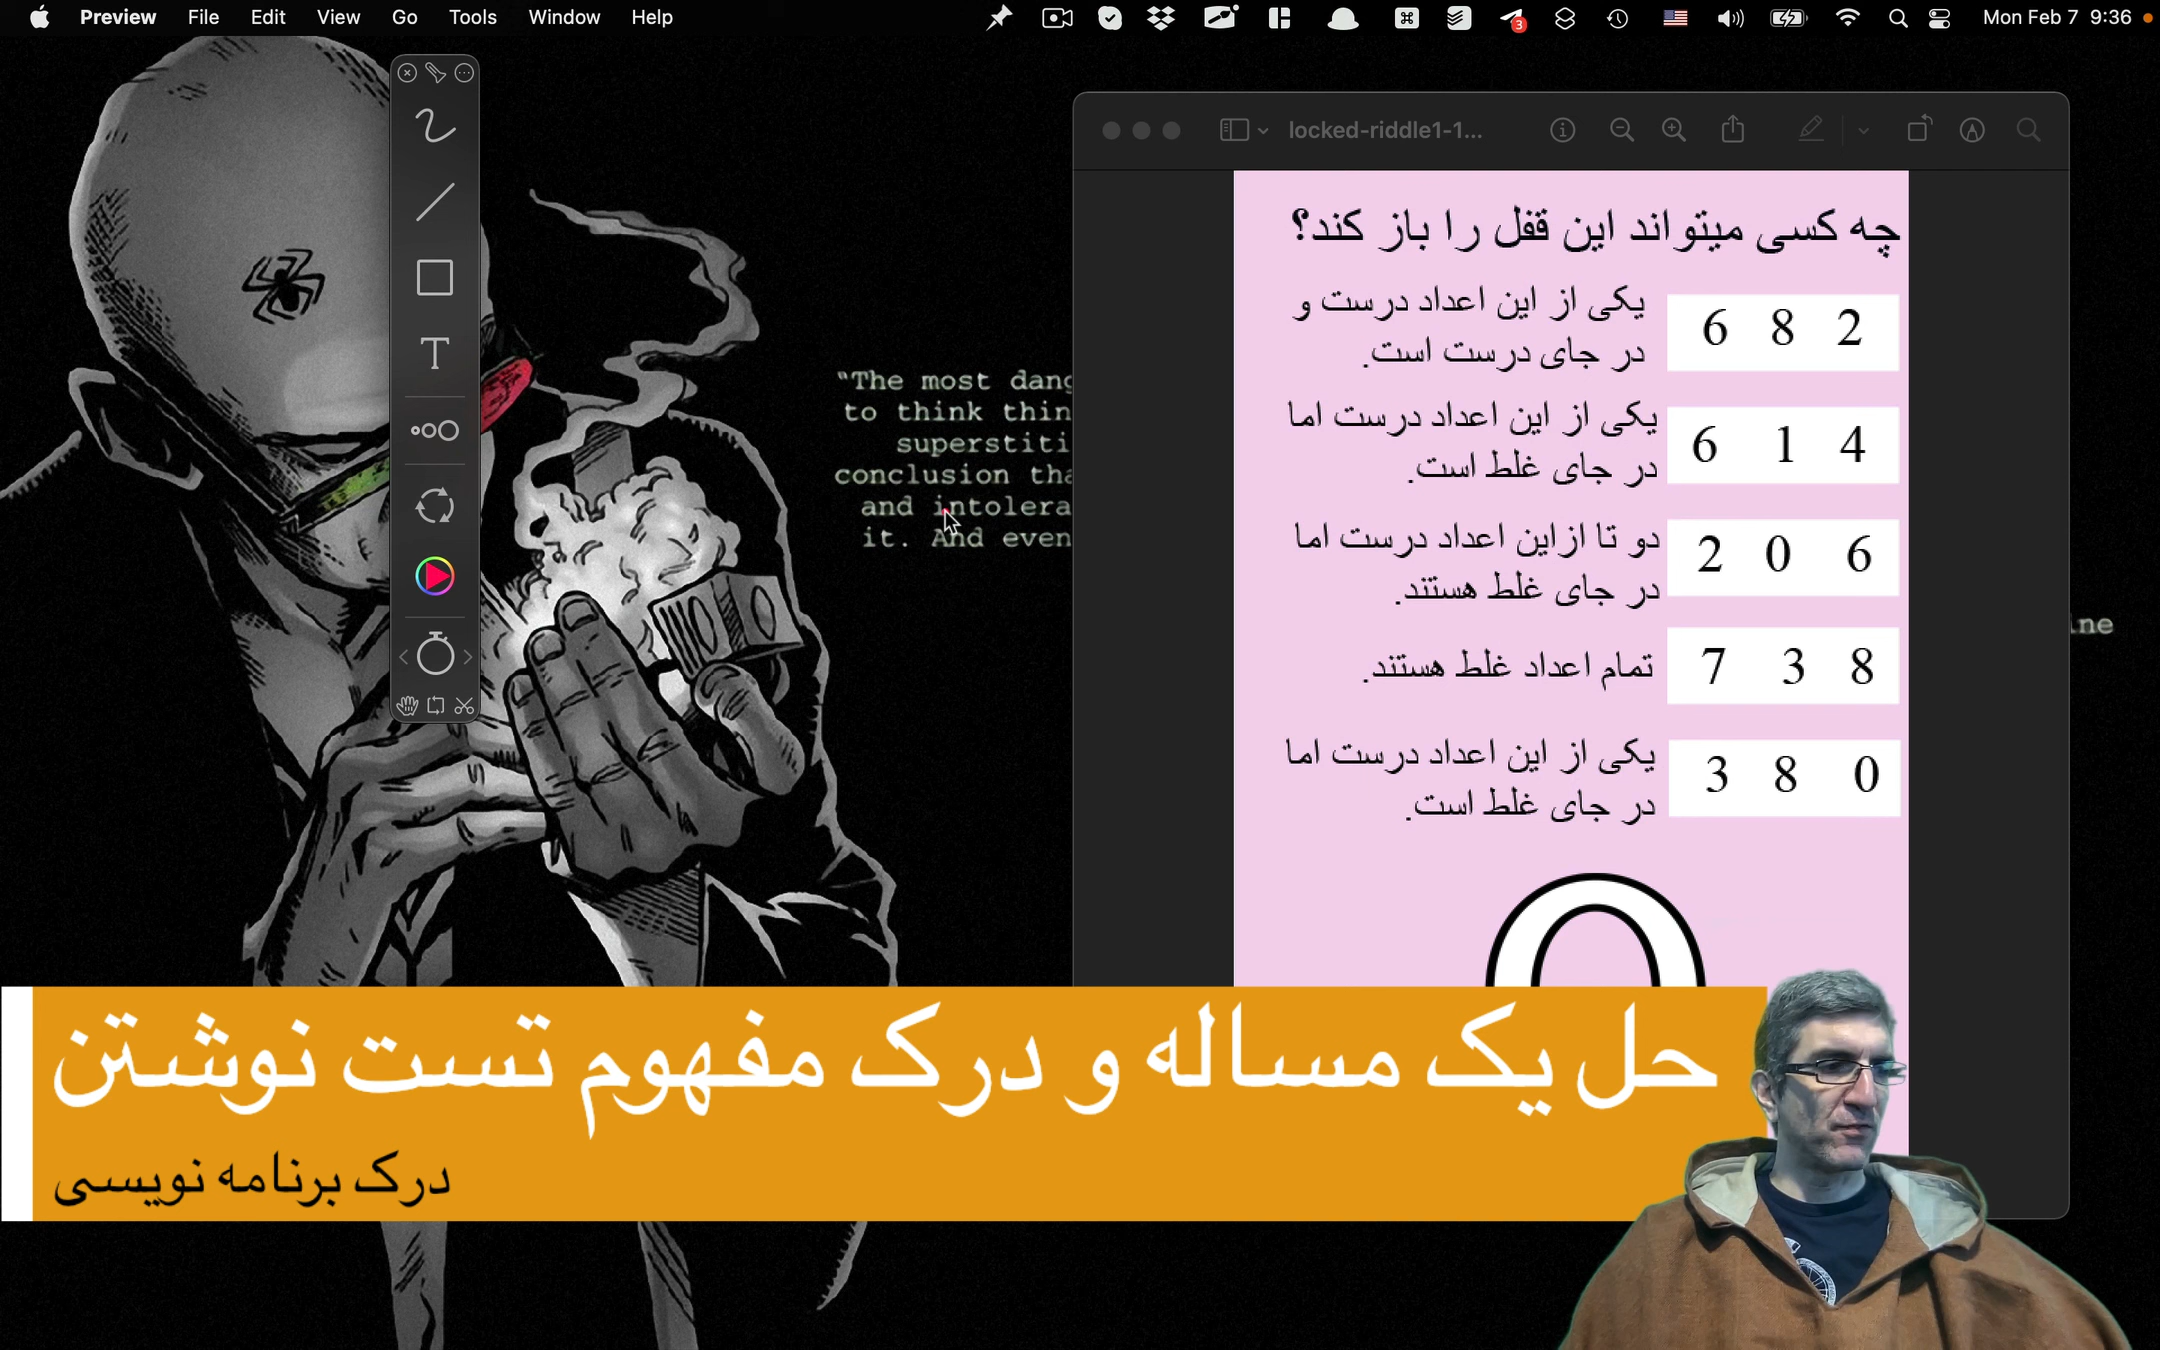 Preview File Edit View Go Tools Window Help
3
Mon Feb 7 9:36
locked-riddle1-1...
"The most dang
to think thin
superstiti
conclusion tha
and intolera
it. And even
ine
چه کسی میتواند این قفل را باز کند؟
6 8 2
یکی از این اعداد درست و
در جای درست است.
6 1 4
یکی از این اعداد درست اما
در جای غلط است.
2 0 6
دو تا ازاین اعداد درست اما
در جای غلط هستند.
7 3 8
تمام اعداد غلط هستند.
3 8 0
یکی از این اعداد درست اما
در جای غلط است.
حل یک مساله و درک مفهوم تست نوشتن
درک برنامه نویسی